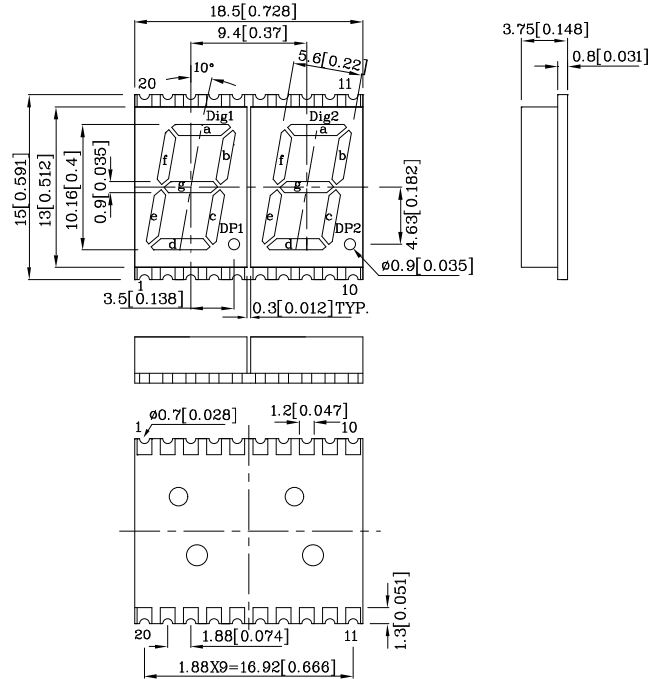 18.5[0.728]
9.4[0.37]
3.75[0.148]
0.8[0.031]
5.6[0.22]
10°
20
11
Dig1
Dig2
a
a
f
b
f
b
g
g
e
c
e
c
d
d
DP1
DP2
15[0.591]
13[0.512]
10.16[0.4]
0.9[0.035]
4.63[0.182]
ø0.9[0.035]
1
10
3.5[0.138]
0.3[0.012]TYP.
ø0.7[0.028]
1.2[0.047]
1
10
20
11
1.88[0.074]
1.3[0.051]
1.88X9=16.92[0.666]